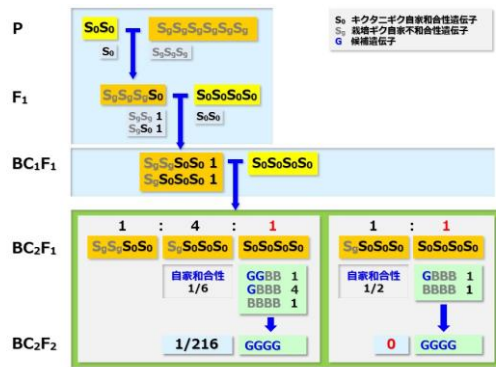 P
S₀S₀
SgSgSgSgSgSg
S₀ キクタニギク自家和合性遺伝子
Sg 栽培ギク自家不和合性遺伝子
G 候補遺伝子
S₀
SgSgSg
F₁
SgSgSgS₀
S₀S₀S₀S₀
SgSg 1
SgS₀ 1
S₀S₀
BC₁F₁
SgSgS₀S₀ 1
SgS₀S₀S₀ 1
S₀S₀S₀S₀
1 : 4 : 1
1 : 1
BC₂F₁
SgSgS₀S₀
SgS₀S₀S₀
S₀S₀S₀S₀
SgS₀S₀S₀
S₀S₀S₀S₀
自家和合性
1/6
GGBB 1
GBBB 4
BBBB 1
自家和合性
1/2
GBBB 1
BBBB 1
BC₂F₂
1/216
GGGG
0
GGGG